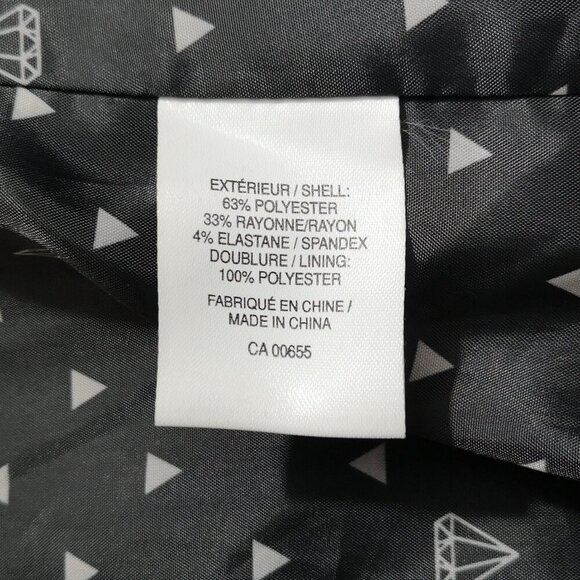 EXTÉRIEUR / SHELL:
63% POLYESTER
33% RAYONNE/RAYON
4% ELASTANE / SPANDEX
DOUBLURE / LINING:
100% POLYESTER
FABRIQUÉ EN CHINE /
MADE IN CHINA
CA 00655